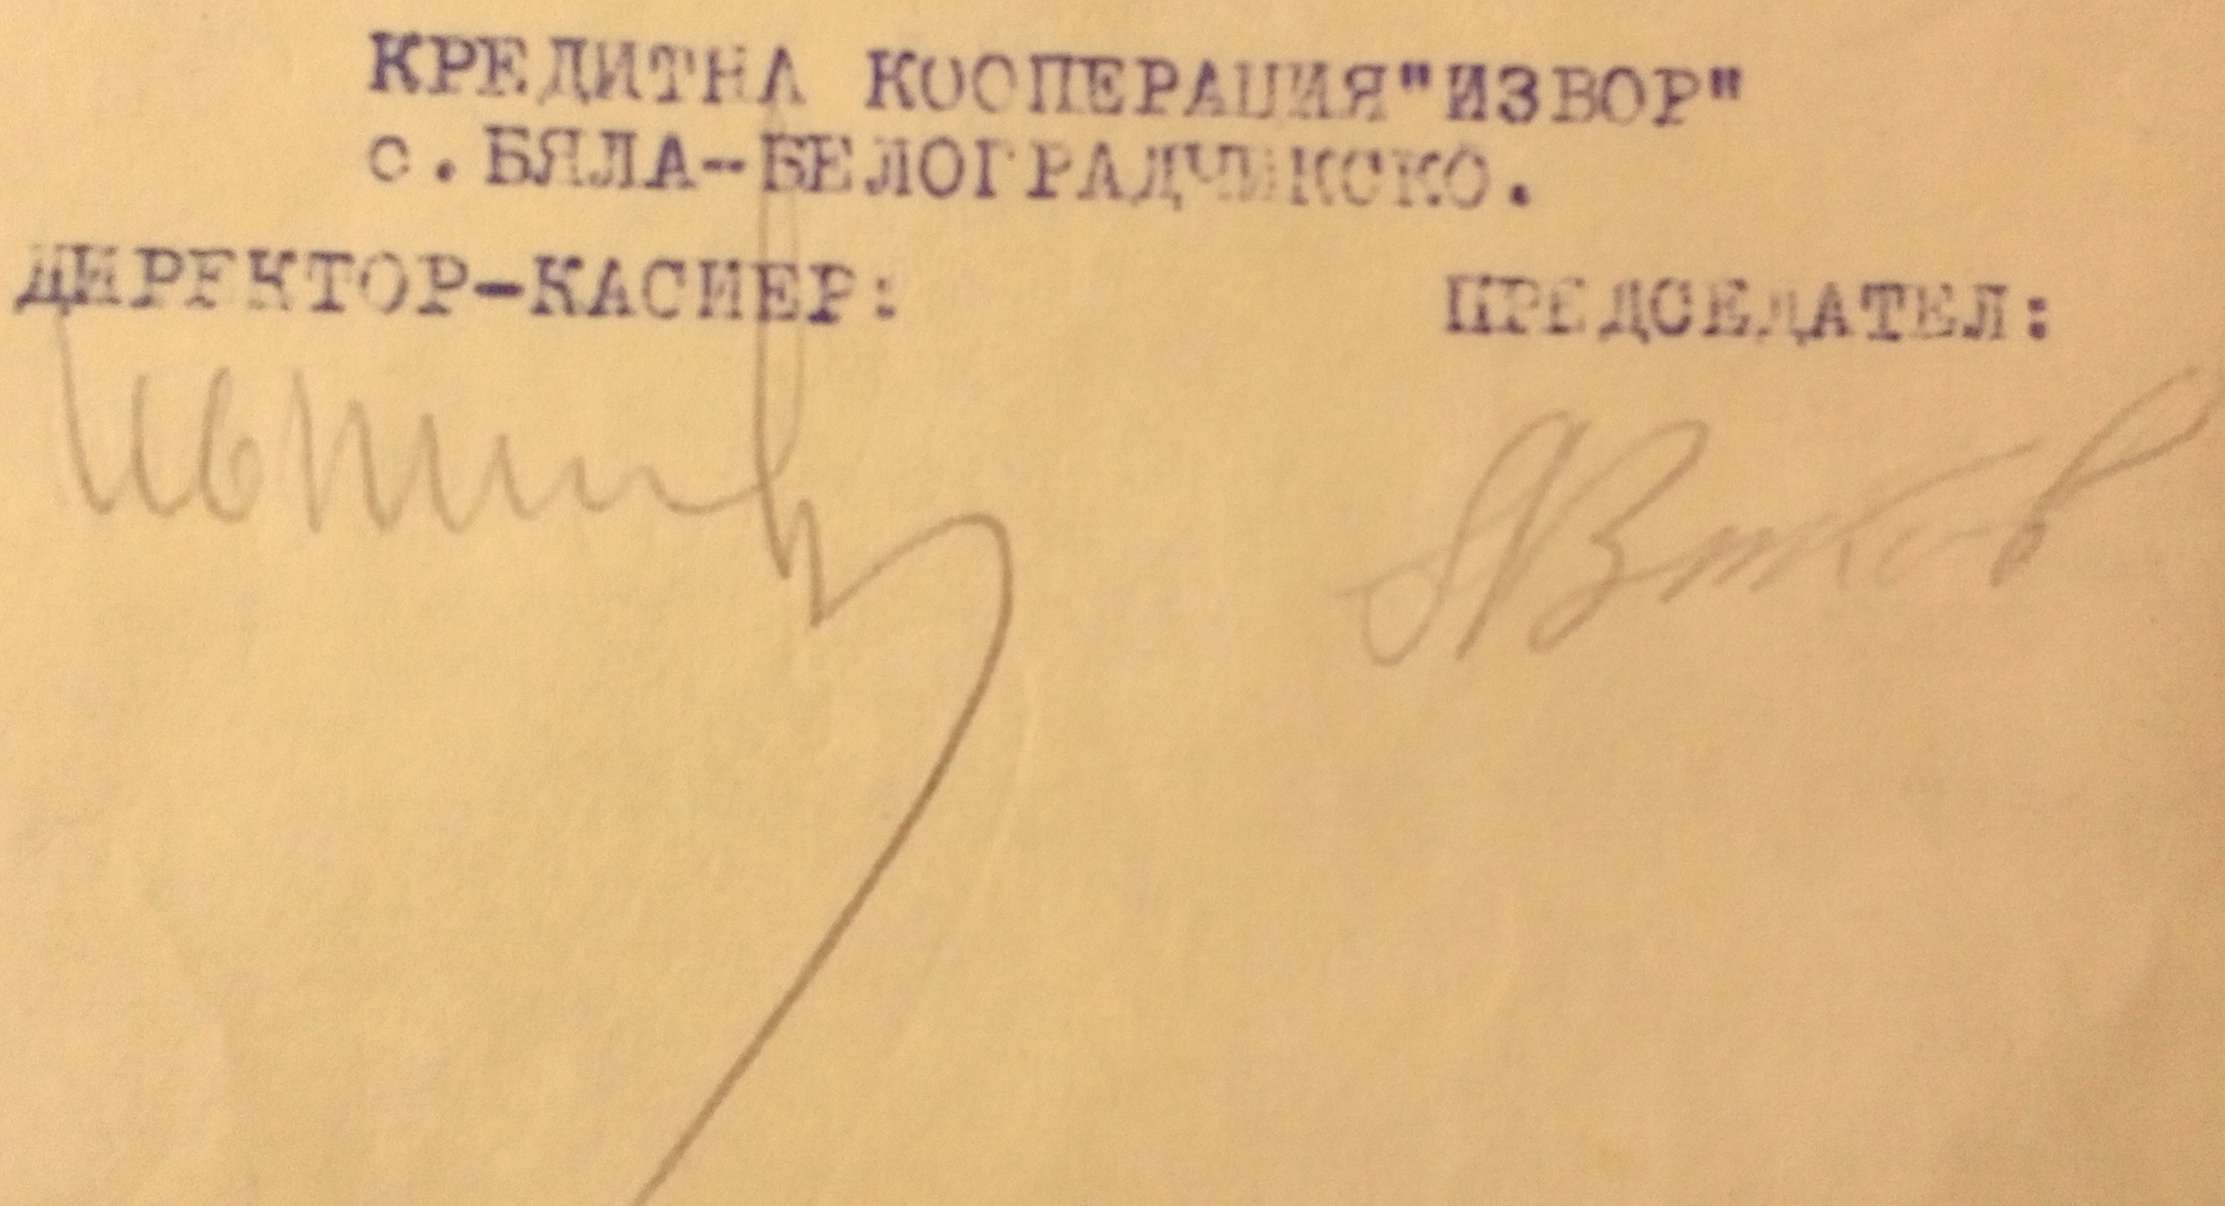 КРЕДИТНА КООПЕРАЦИЯ"ИЗВОР"
с. БЯЛА-БЕЛОГРАДЧИКСКО.
ДИРЕКТОР-КАСИЕР: ПРЕДСЕДАТЕЛ: